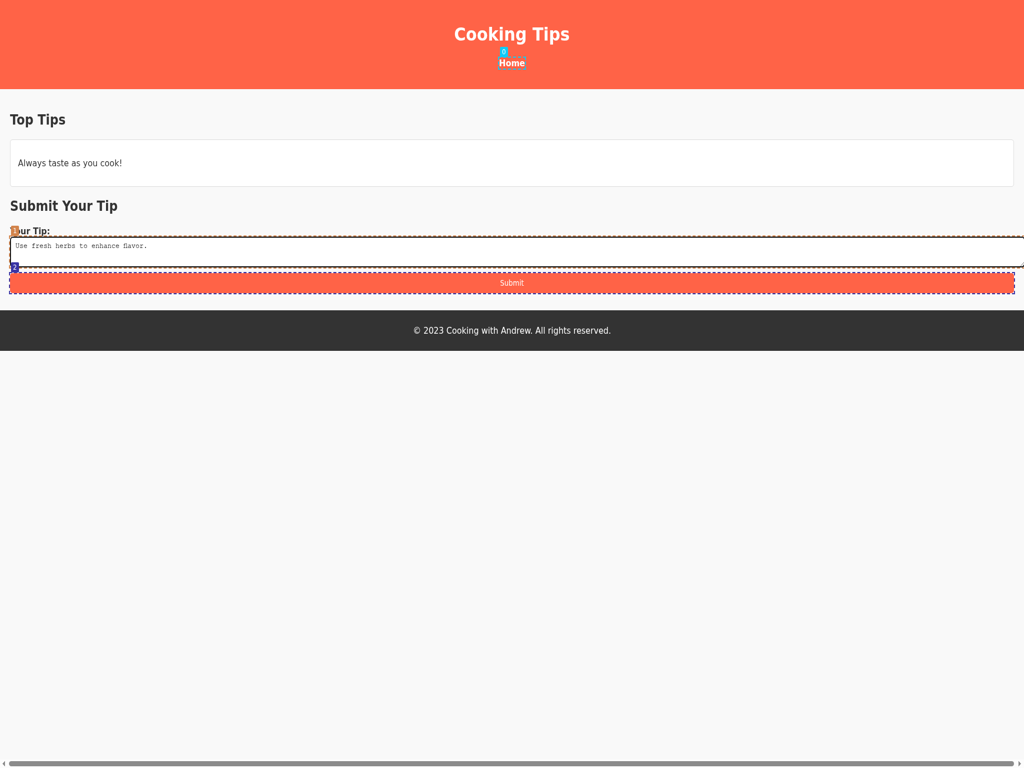 Cooking Tips
0
Home
Top Tips
Always taste as you cook!
Submit Your Tip
1
ur Tip:
Use fresh herbs to enhance flavor.
2
Submit
© 2023 Cooking with Andrew. All rights reserved.